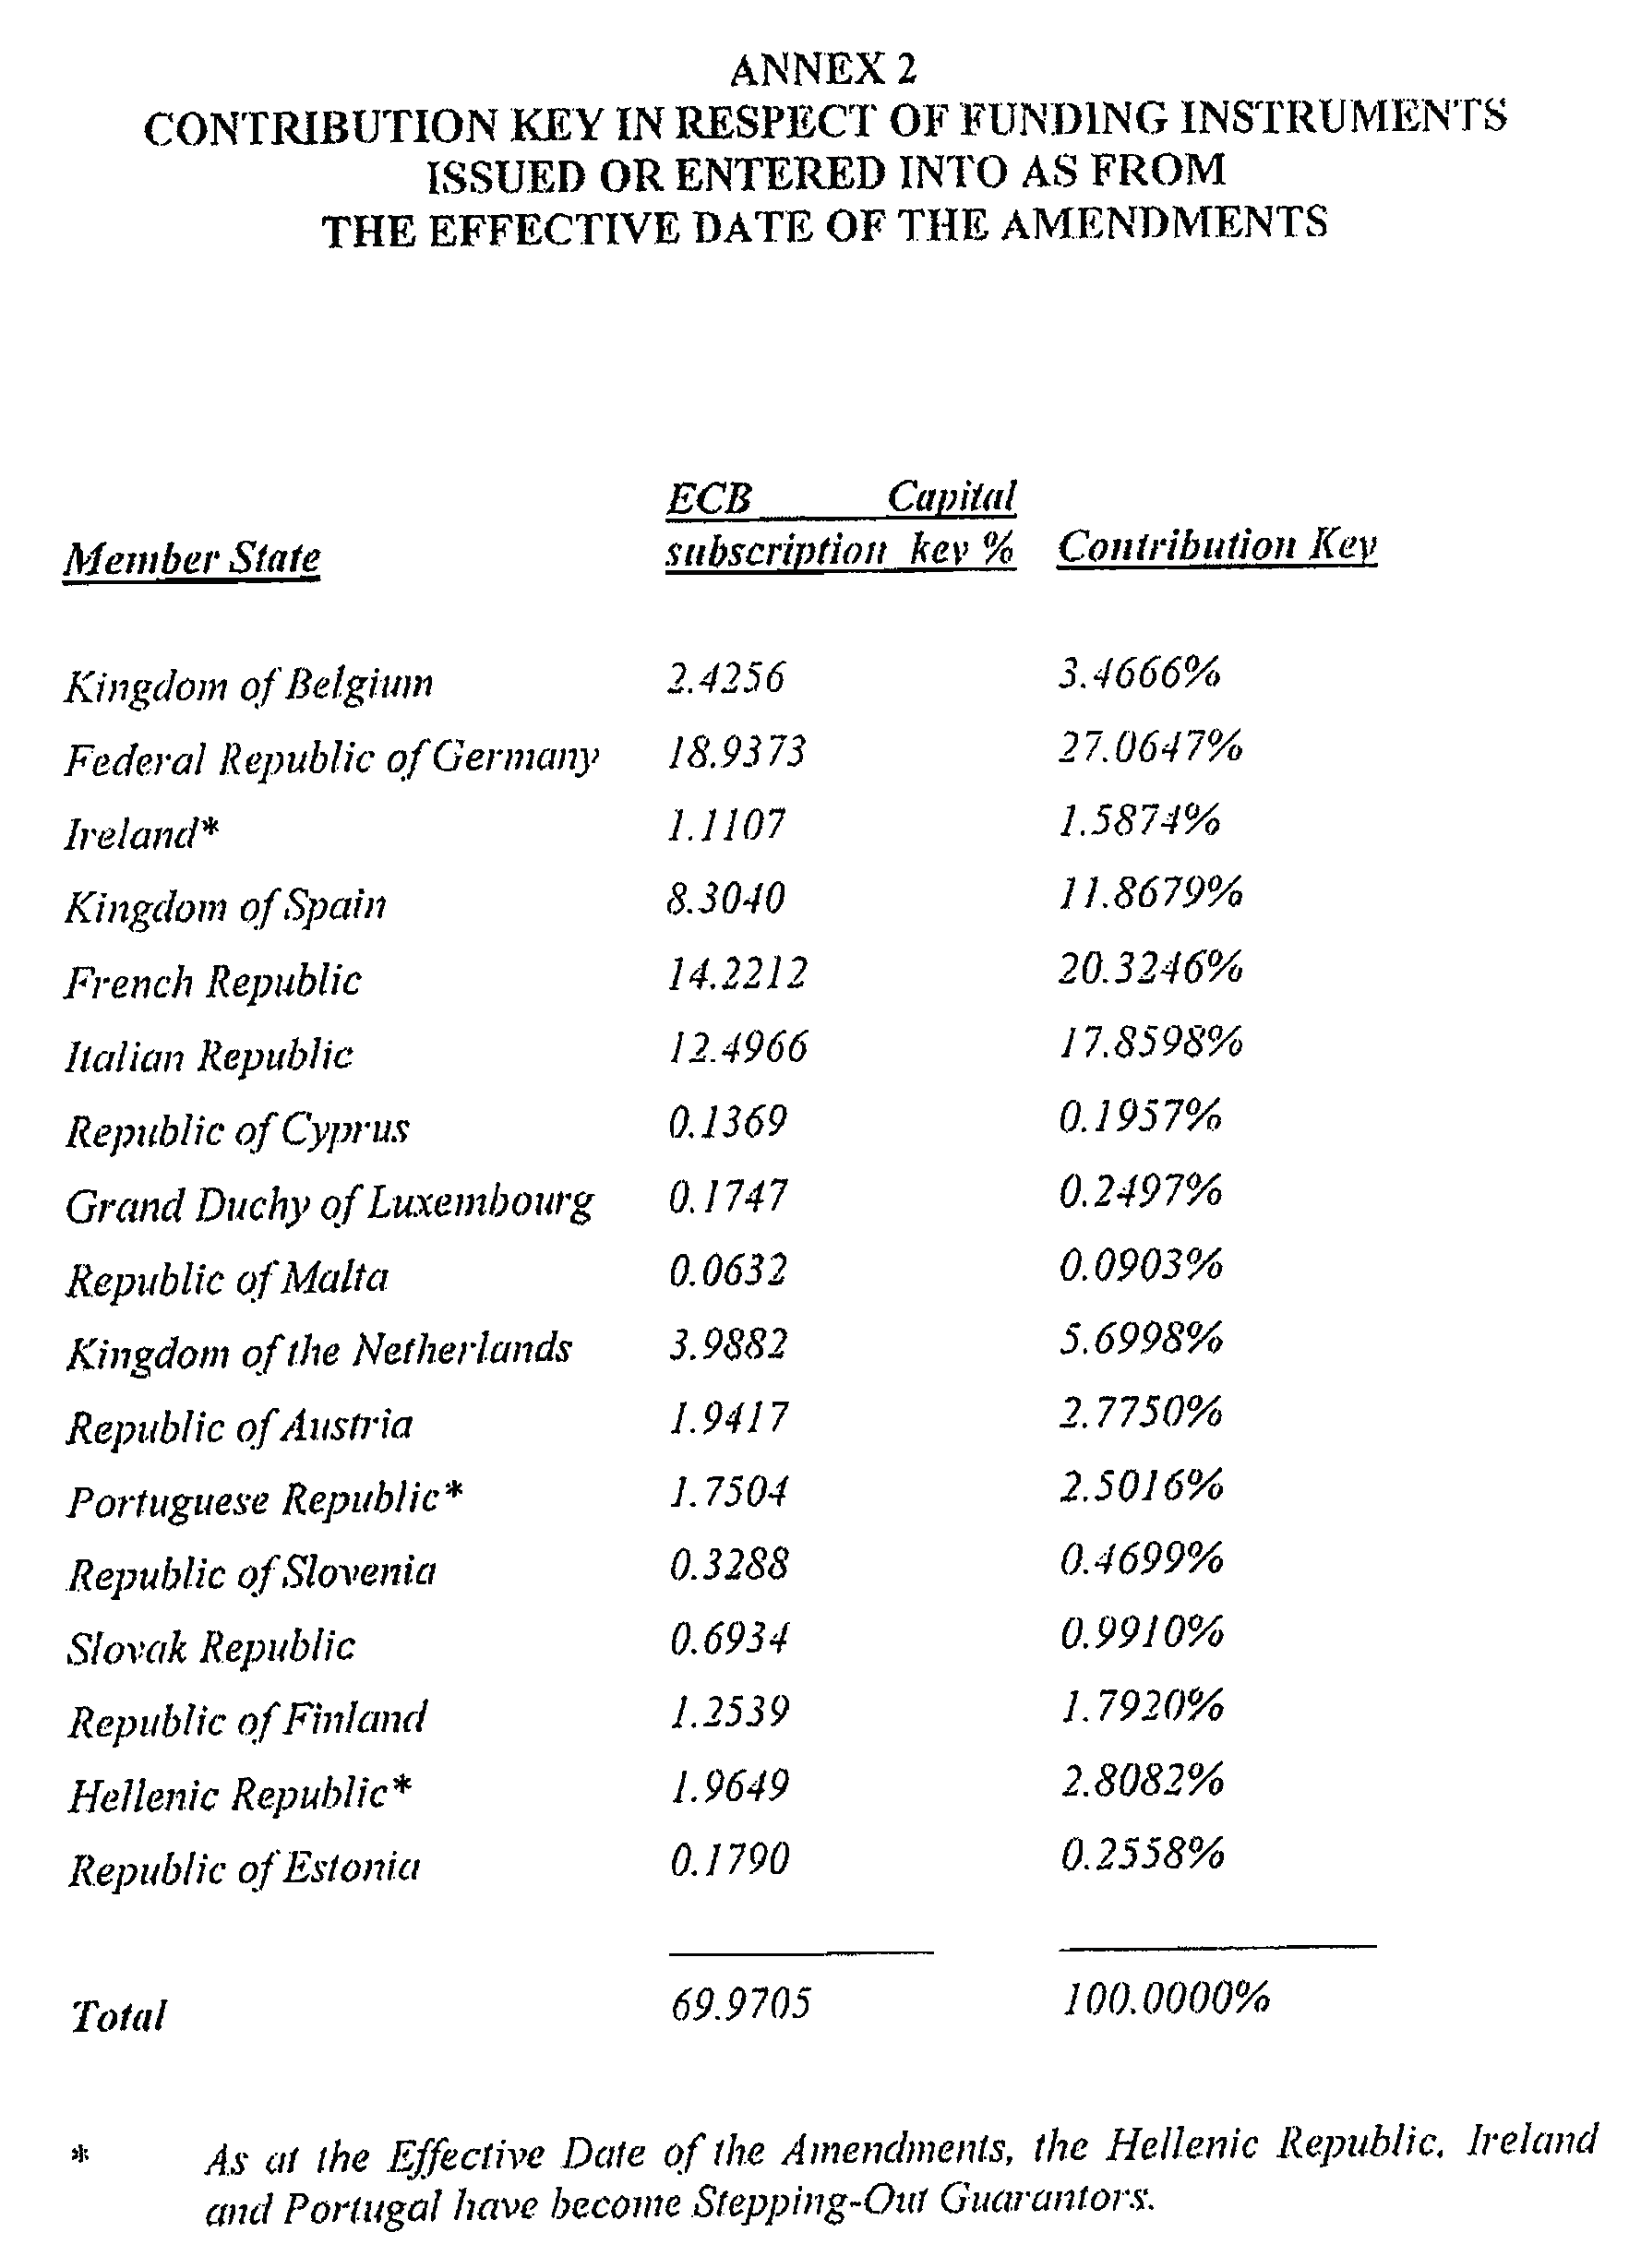 ANNEX 2
CONTRIBUTION KEY IN RESPECT OF FUNDING INSTRUMENTS
ISSUED OR ENTERED INTO AS FROM
THE EFFECTIVE DATE OF THE AMENDMENTS
Member State ECB Capital subscription key % Contribution Key
Kingdom of Belgium 2.4256 3.4666%
Federal Republic of Germany 18.9373 27.0647%
Ireland* 1.1107 1.5874%
Kingdom of Spain 8.3040 11.8679%
French Republic 14.2212 20.3246%
Italian Republic 12.4966 17.8598%
Republic of Cyprus 0.1369 0.1957%
Grand Duchy of Luxembourg 0.1747 0.2497%
Republic of Malta 0.0632 0.0903%
Kingdom of the Netherlands 3.9882 5.6998%
Republic of Austria 1.9417 2.7750%
Portuguese Republic* 1.7504 2.5016%
Republic of Slovenia 0.3288 0.4699%
Slovak Republic 0.6934 0.9910%
Republic of Finland 1.2539 1.7920%
Hellenic Republic* 1.9649 2.8082%
Republic of Estonia 0.1790 0.2558%
Total 69.9705 100.0000%
* As at the Effective Date of the Amendments, the Hellenic Republic, Ireland
and Portugal have become Stepping-Out Guarantors.